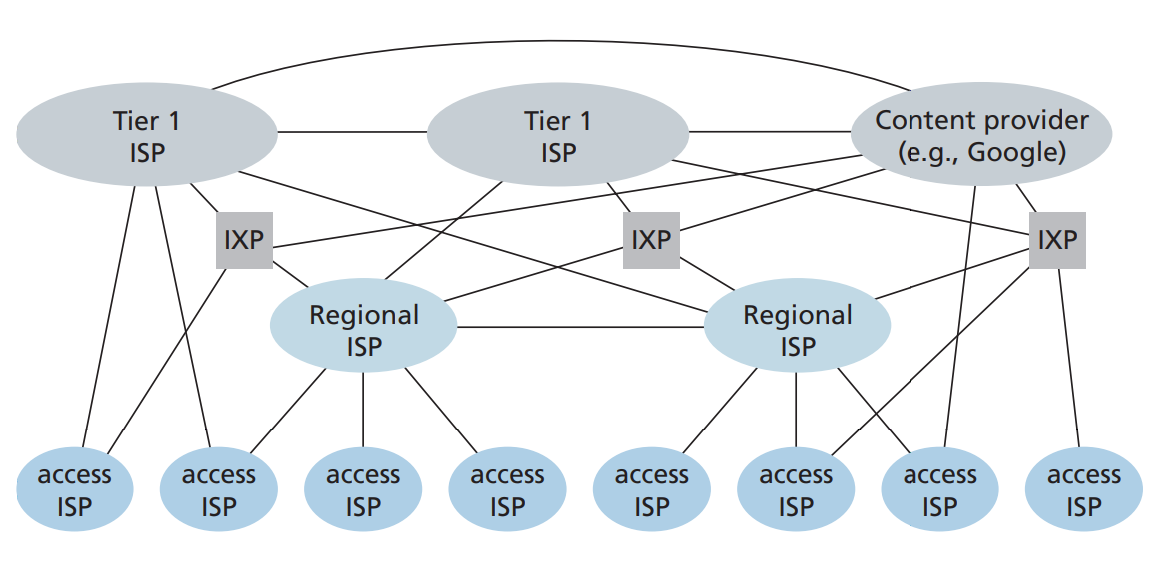 Tier 1
ISP
Tier 1
ISP
Content provider
(e.g., Google)
IXP
IXP
IXP
Regional
ISP
Regional
ISP
access
ISP
access
ISP
access
ISP
access
ISP
access
ISP
access
ISP
access
ISP
access
ISP